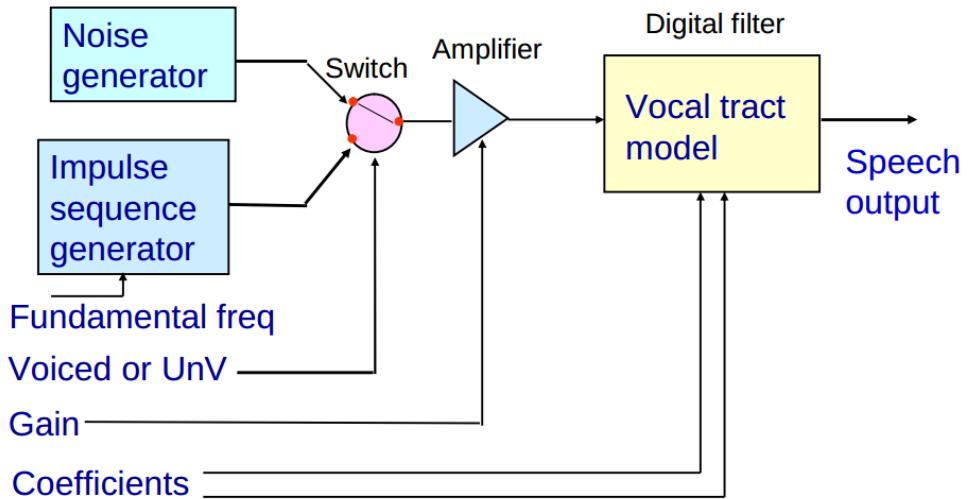 Noise
generator
Switch
Amplifier
Digital filter
Vocal tract
model
Speech
output
Impulse
sequence
generator
Fundamental freq
Voiced or UnV
Gain
Coefficients